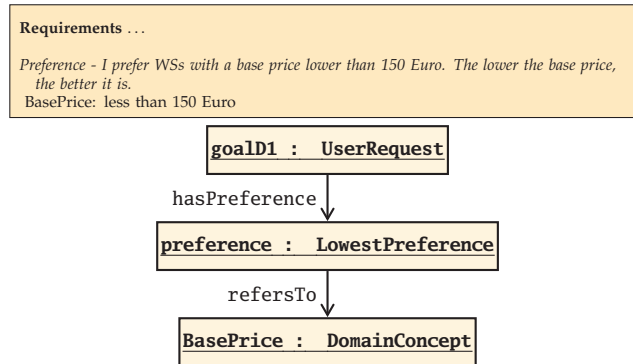 Requirements ...
Preference - I prefer WSs with a base price lower than 150 Euro. The lower the base price,
the better it is.
BasePrice: less than 150 Euro
goalD1 : UserRequest
hasPreference
preference : LowestPreference
refersTo
BasePrice : DomainConcept